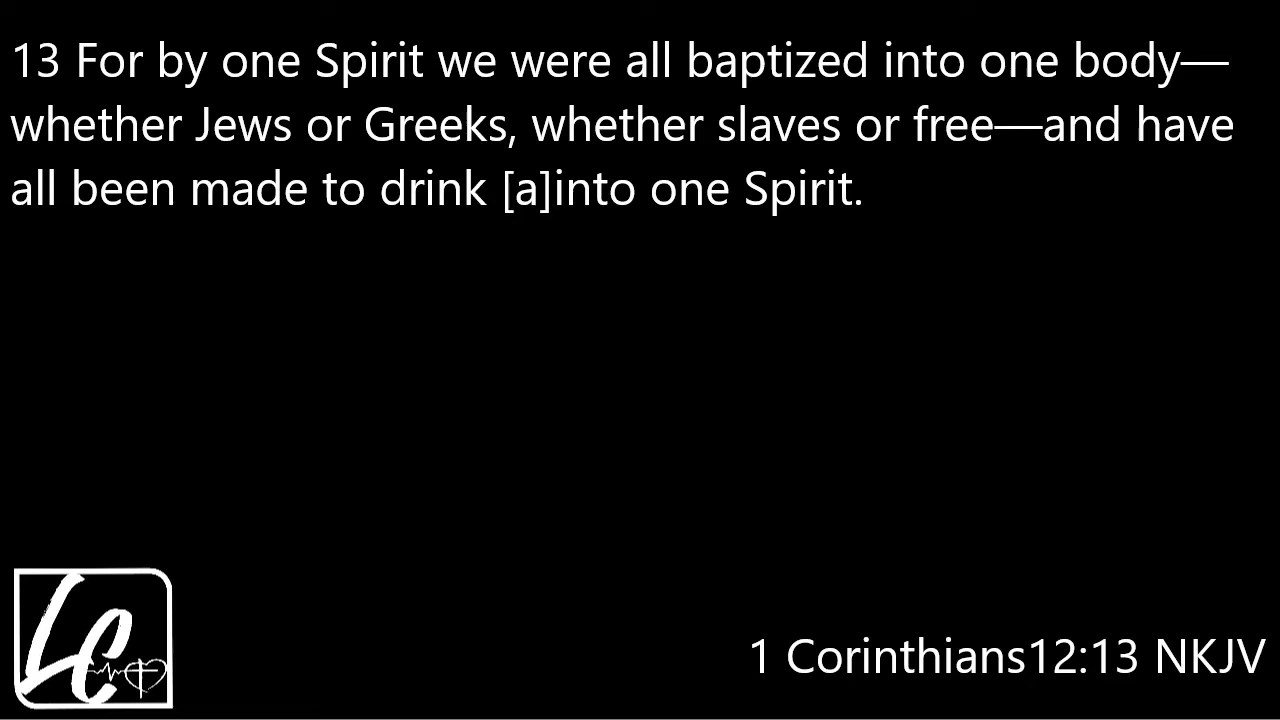 13 For by one Spirit we were all baptized into one body—
whether Jews or Greeks, whether slaves or free—and have
all been made to drink [a]into one Spirit.
LC
1 Corinthians12:13 NKJV